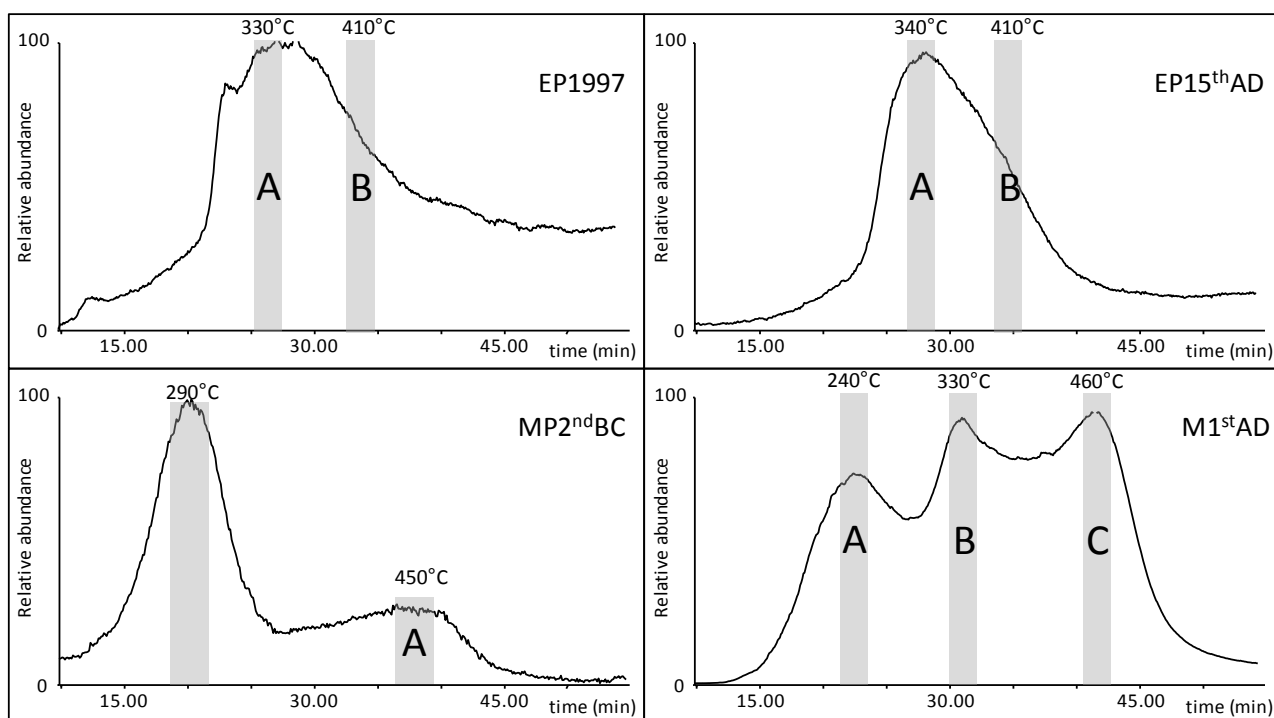 330°C 410°C
100
EP1997
Relative abundance
A B
0
15.00 30.00 45.00 time (min)
340°C 410°C
100
EP15thAD
Relative abundance
A B
0
15.00 30.00 45.00 time (min)
100
290°C
MP2ndBC
Relative abundance
450°C
A
0
15.00 30.00 45.00 time (min)
240°C 330°C 460°C
100
M1stAD
Relative abundance
A B C
0
15.00 30.00 45.00 time (min)